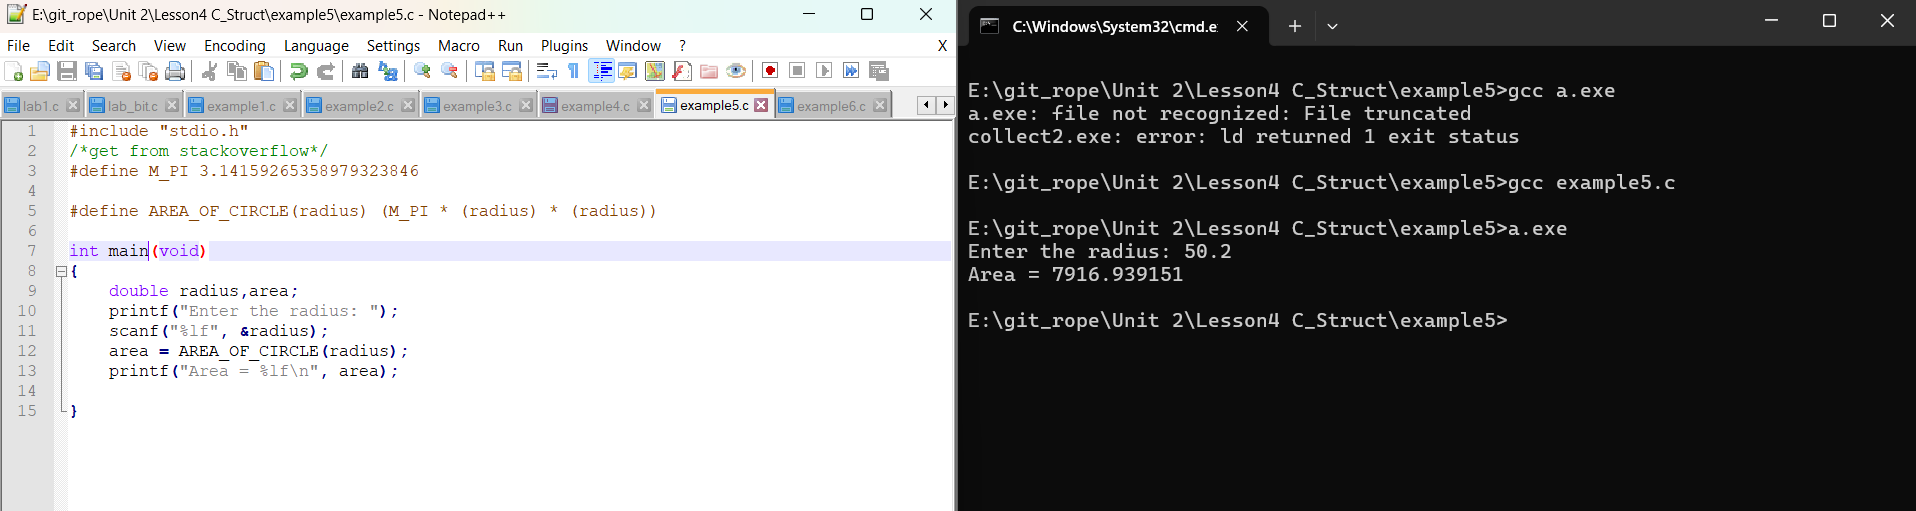 E:\git_rope\Unit 2\Lesson4 C_Struct\example5\example5.c - Notepad++
File Edit Search View Encoding Language Settings Macro Run Plugins Window ? X
lab1.c lab_bit.c example1.c example2.c example3.c example4.c example5.c example6.c
1 #include "stdio.h"
2 /*get from stackoverflow*/
3 #define M_PI 3.14159265358979323846
4
5 #define AREA_OF_CIRCLE(radius) (M_PI * (radius) * (radius))
6
7 int main(void)
8 {
9 double radius,area;
10 printf("Enter the radius: ");
11 scanf("%lf", &radius);
12 area = AREA_OF_CIRCLE(radius);
13 printf("Area = %lf\n", area);
14
15 }
C:\Windows\System32\cmd.e
E:\git_rope\Unit 2\Lesson4 C_Struct\example5>gcc a.exe
a.exe: file not recognized: File truncated
collect2.exe: error: ld returned 1 exit status
E:\git_rope\Unit 2\Lesson4 C_Struct\example5>gcc example5.c
E:\git_rope\Unit 2\Lesson4 C_Struct\example5>a.exe
Enter the radius: 50.2
Area = 7916.939151
E:\git_rope\Unit 2\Lesson4 C_Struct\example5>